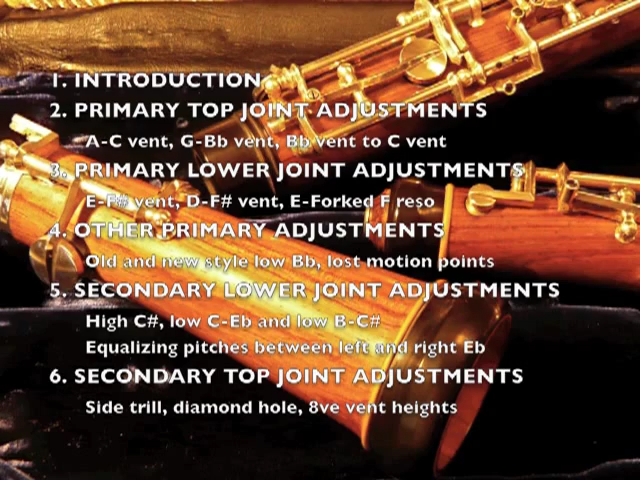 1. INTRODUCTION
2. PRIMARY TOP JOINT ADJUSTMENTS
A-C vent, G-Bb vent, Bb vent to C vent
3. PRIMARY LOWER JOINT ADJUSTMENTS
E-F# vent, D-F# vent, E-Forked F reso
4. OTHER PRIMARY ADJUSTMENTS
Old and new style low Bb, lost motion points
5. SECONDARY LOWER JOINT ADJUSTMENTS
High C#, low C-Eb and low B-C#
Equalizing pitches between left and right Eb
6. SECONDARY TOP JOINT ADJUSTMENTS
Side trill, diamond hole, 8ve vent heights